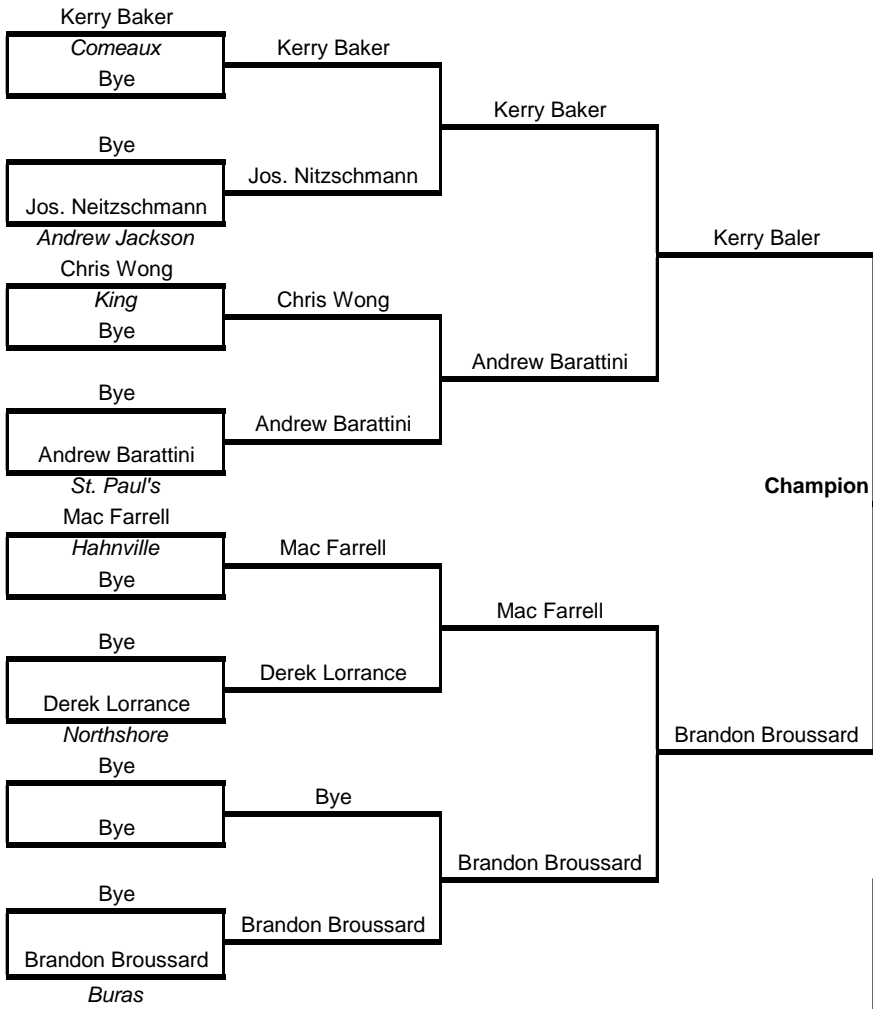 Kerry Baker
Comeaux
Kerry Baker
Bye
Kerry Baker
Bye
Jos. Nitzschmann
Jos. Neitzschmann
Andrew Jackson
Kerry Baler
Chris Wong
King
Chris Wong
Bye
Andrew Barattini
Bye
Andrew Barattini
Andrew Barattini
St. Paul's
Champion
Mac Farrell
Hahnville
Mac Farrell
Bye
Mac Farrell
Bye
Derek Lorrance
Derek Lorrance
Northshore
Brandon Broussard
Bye
Bye
Bye
Brandon Broussard
Bye
Brandon Broussard
Brandon Broussard
Buras